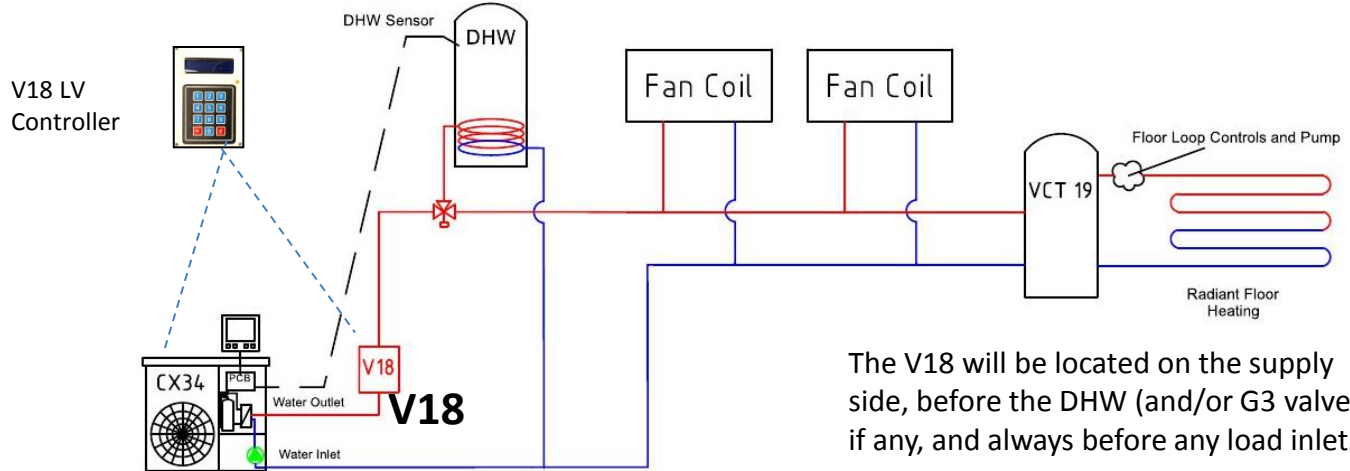 DHW Sensor
DHW
V18 LV
Controller
Fan Coil
Fan Coil
Floor Loop Controls and Pump
VCT 19
Radiant Floor
Heating
V18
V18
CX34
PCB
Water Outlet
Water Inlet
The V18 will be located on the supply
side, before the DHW (and/or G3 valve
if any, and always before any load inlet